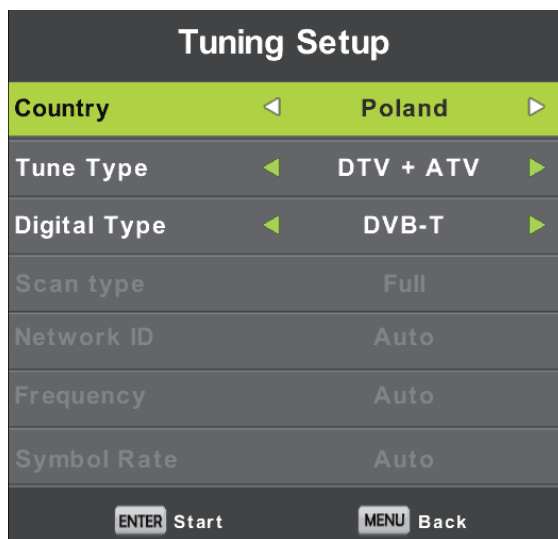 Tuning Setup
Country Poland
Tune Type DTV + ATV
Digital Type DVB-T
Scan type Full
Network ID Auto
Frequency Auto
Symbol Rate Auto
ENTER Start MENU Back